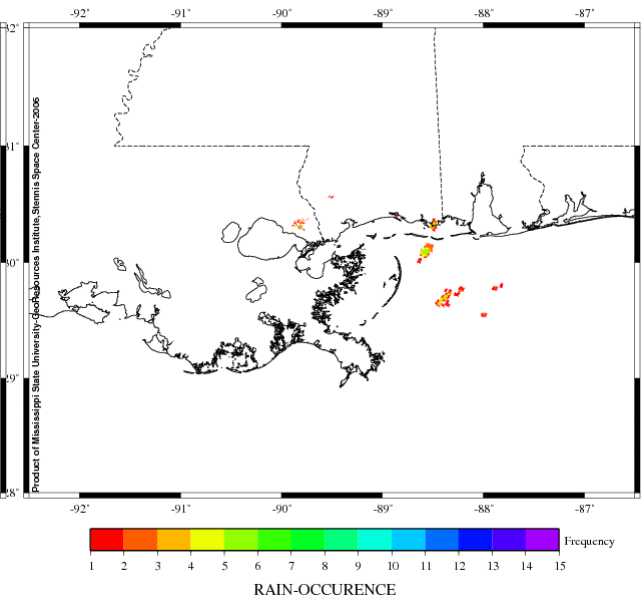 -92° -91° -90° -89° -88° -87°
32°
31°
30°
29°
28°
Product of Mississippi State University-GeoResources Institute,Stennis Space Center-2006
-92° -91° -90° -89° -88° -87°
Frequency
1 2 3 4 5 6 7 8 9 10 11 12 13 14 15
RAIN-OCCURENCE